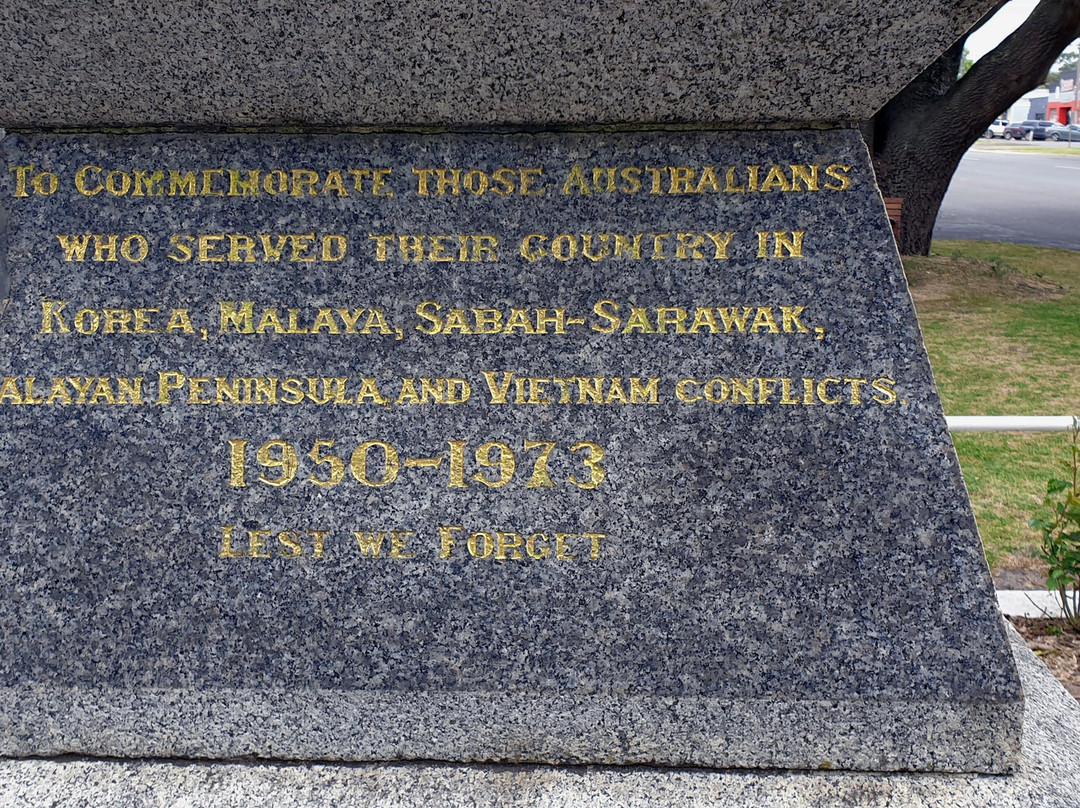 To Commemorate those Australians
who served their country in
Korea, Malaya, Sabah-Sarawak,
alayan Peninsula, and Vietnam conflicts.
1950-1973
Lest we Forget